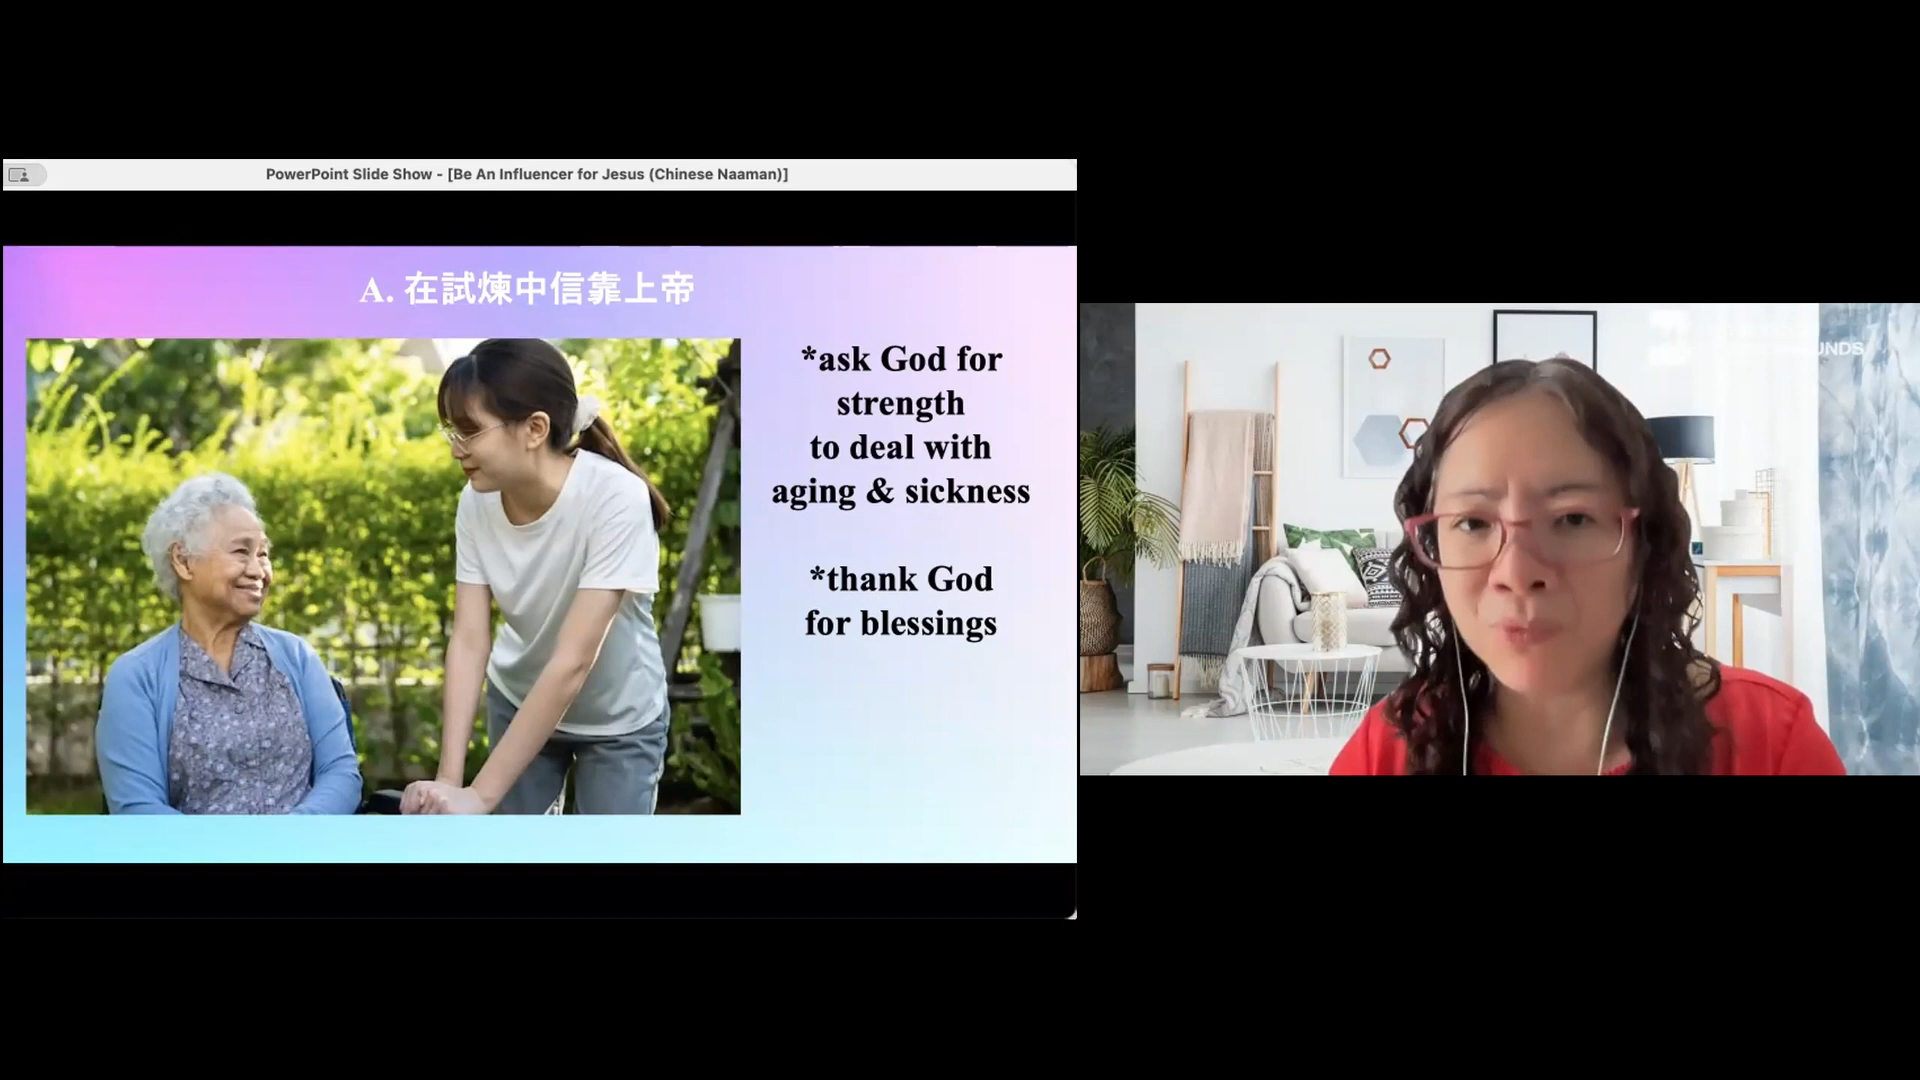 PowerPoint Slide Show - [Be An Influencer for Jesus (Chinese Naaman)]
A. 在試煉中信靠上帝
*ask God for
strength
to deal with
aging & sickness
*thank God
for blessings
UNDS